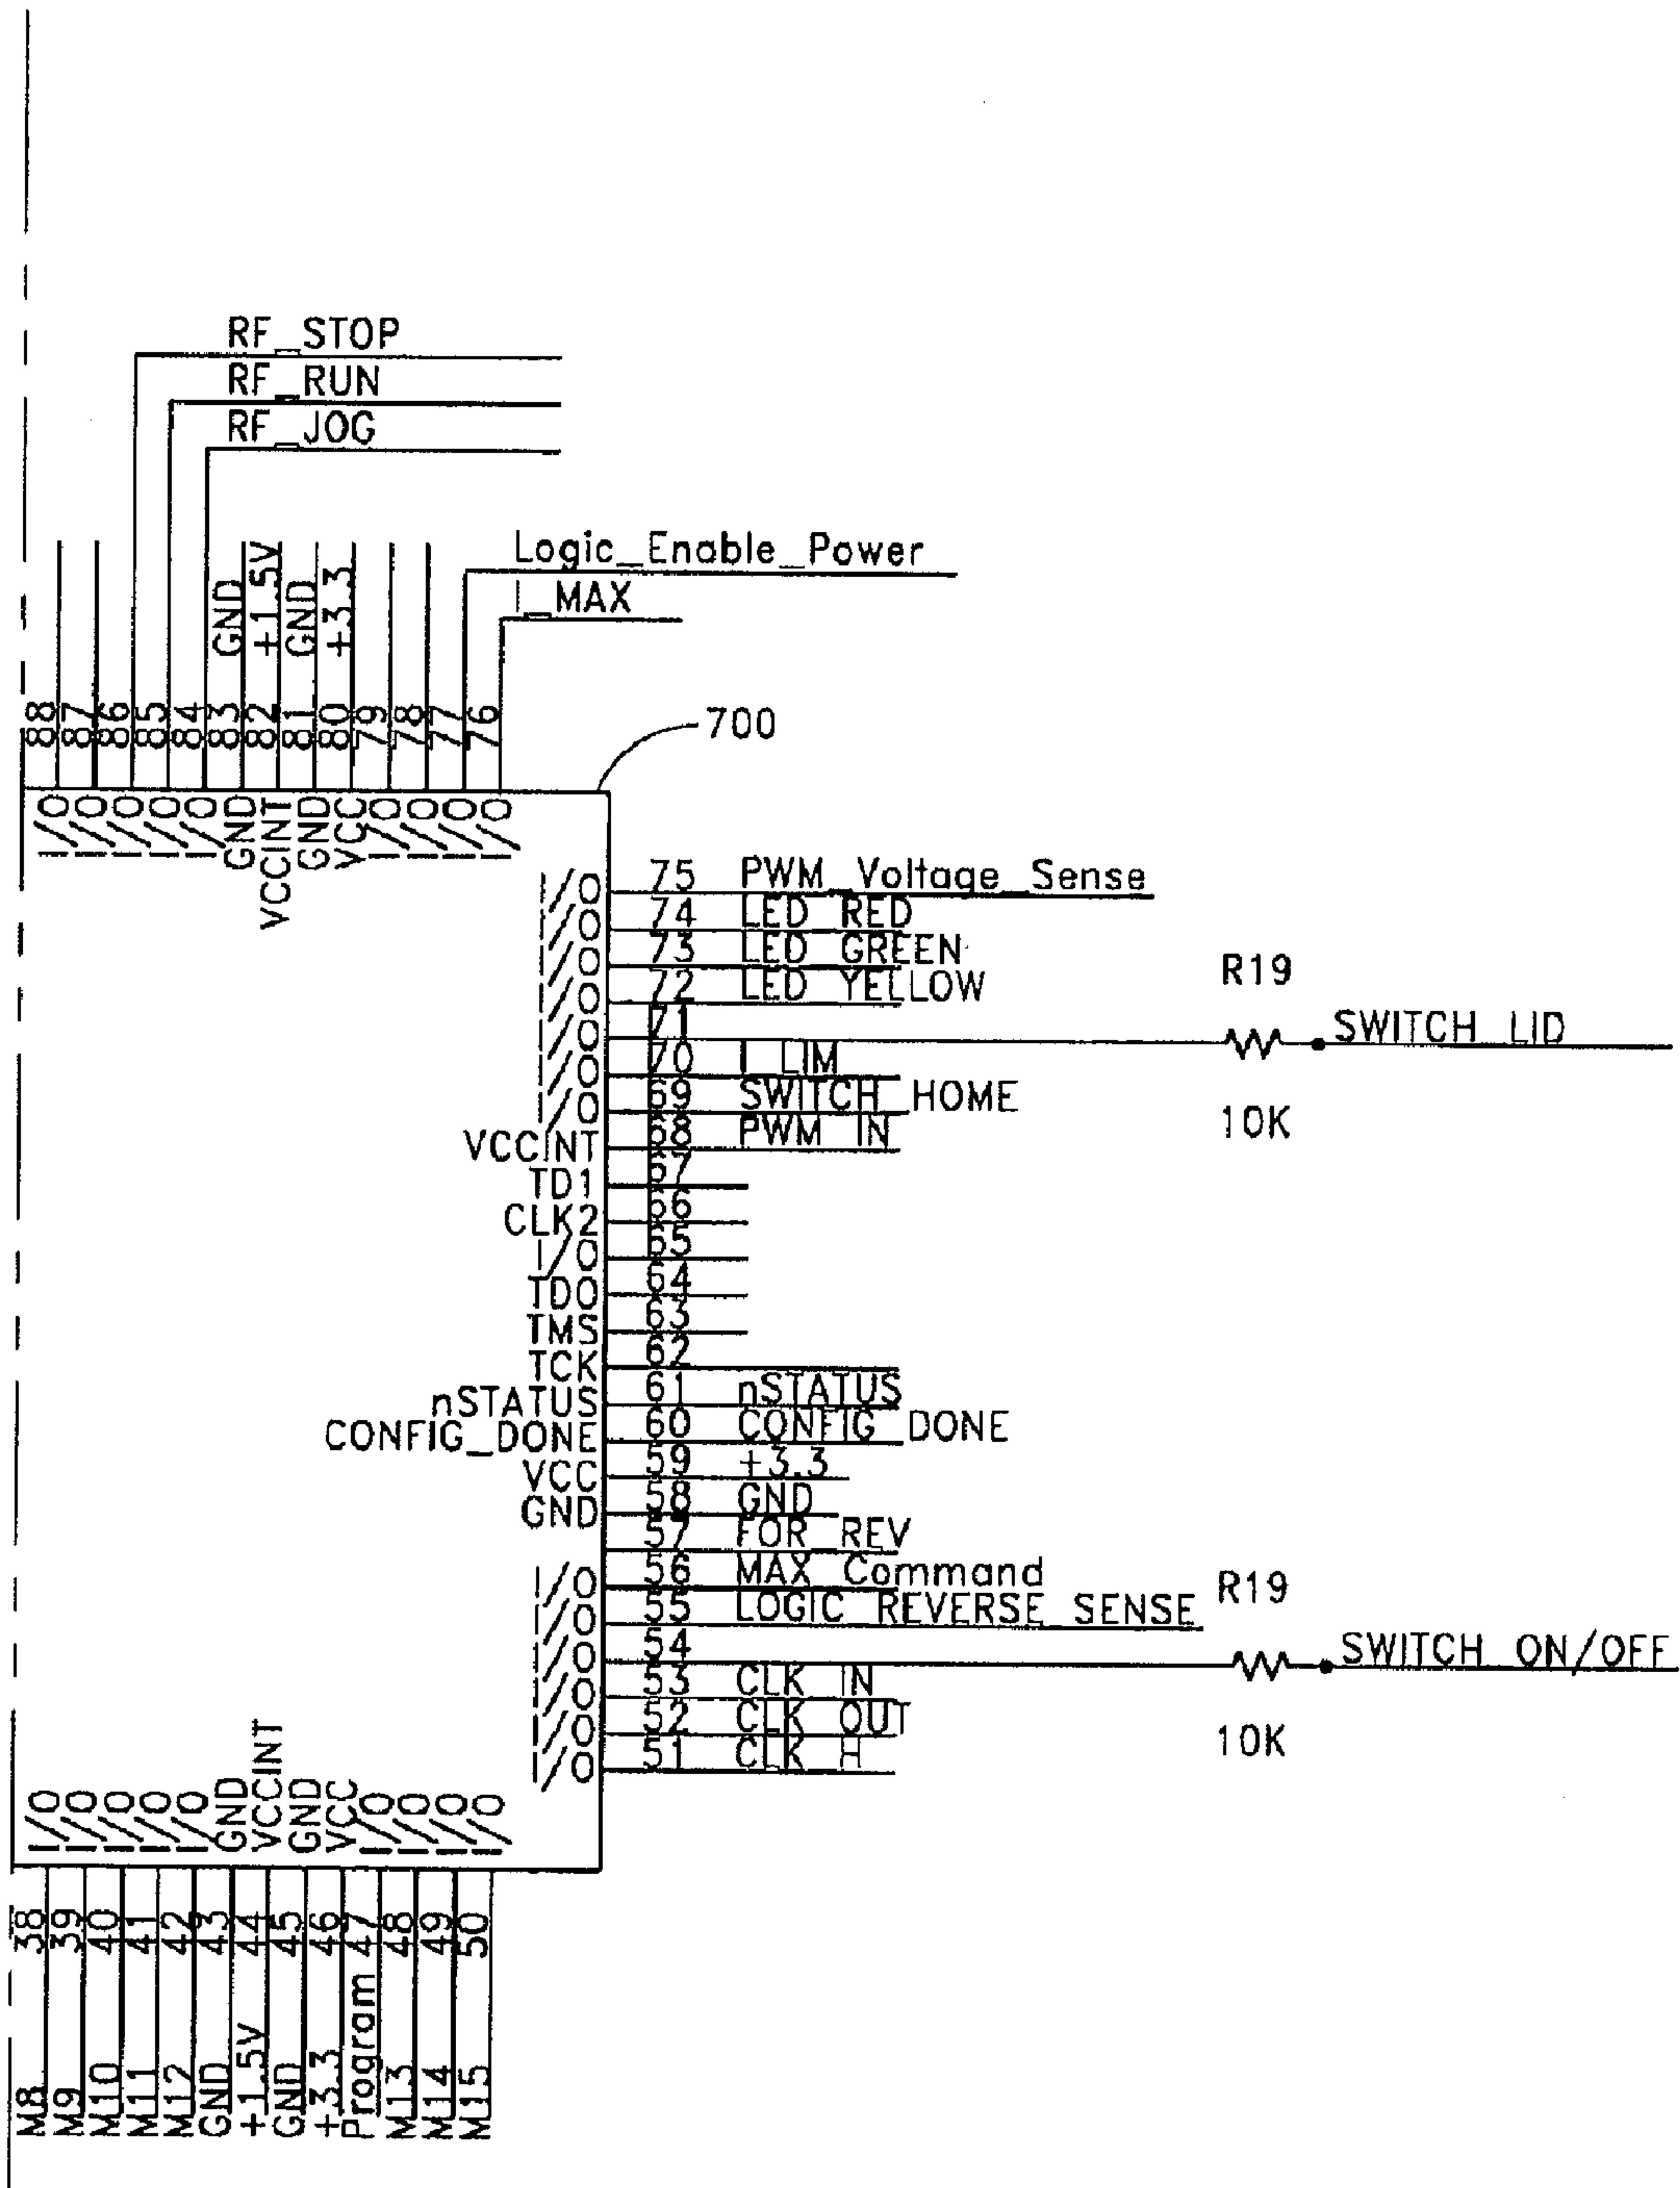 RF_STOP
RF_RUN
RF_JOG
Logic_Enable_Power
I_MAX
GND
+1.5V
GND
+3.3
88
87
86
85
84
83
82
81
80
79
78
77
76
700
I/O
I/O
I/O
I/O
I/O
GND
VCCINT
GND
VCC
I/O
I/O
I/O
I/O
I/O 75 PWM_Voltage_Sense
I/O 74 LED_RED
I/O 73 LED_GREEN
I/O 72 LED_YELLOW
R19
I/O 71 SWITCH_LID
I/O 70 I_LIM
I/O 69 SWITCH_HOME
10K
VCCINT 68 PWM_IN
TD1 67
CLK2 66
I/O 65
TDO 64
TMS 63
TCK 62
nSTATUS 61 nSTATUS
CONFIG_DONE 60 CONFIG_DONE
VCC 59 +3.3
GND 58 GND
57 FOR_REV
I/O 56 MAX_Command
R19
I/O 55 LOGIC_REVERSE_SENSE
I/O 54 SWITCH_ON/OFF
I/O 53 CLK_IN
I/O 52 CLK_OUT
10K
I/O 51 CLK_H
I/O
I/O
I/O
I/O
I/O
GND
VCCINT
GND
VCC
I/O
I/O
I/O
I/O
M8 38
M9 39
M10 40
M11 41
M12 42
GND 43
+1.5V 44
GND 45
+3.3 46
Program 47
M13 48
M14 49
M15 50